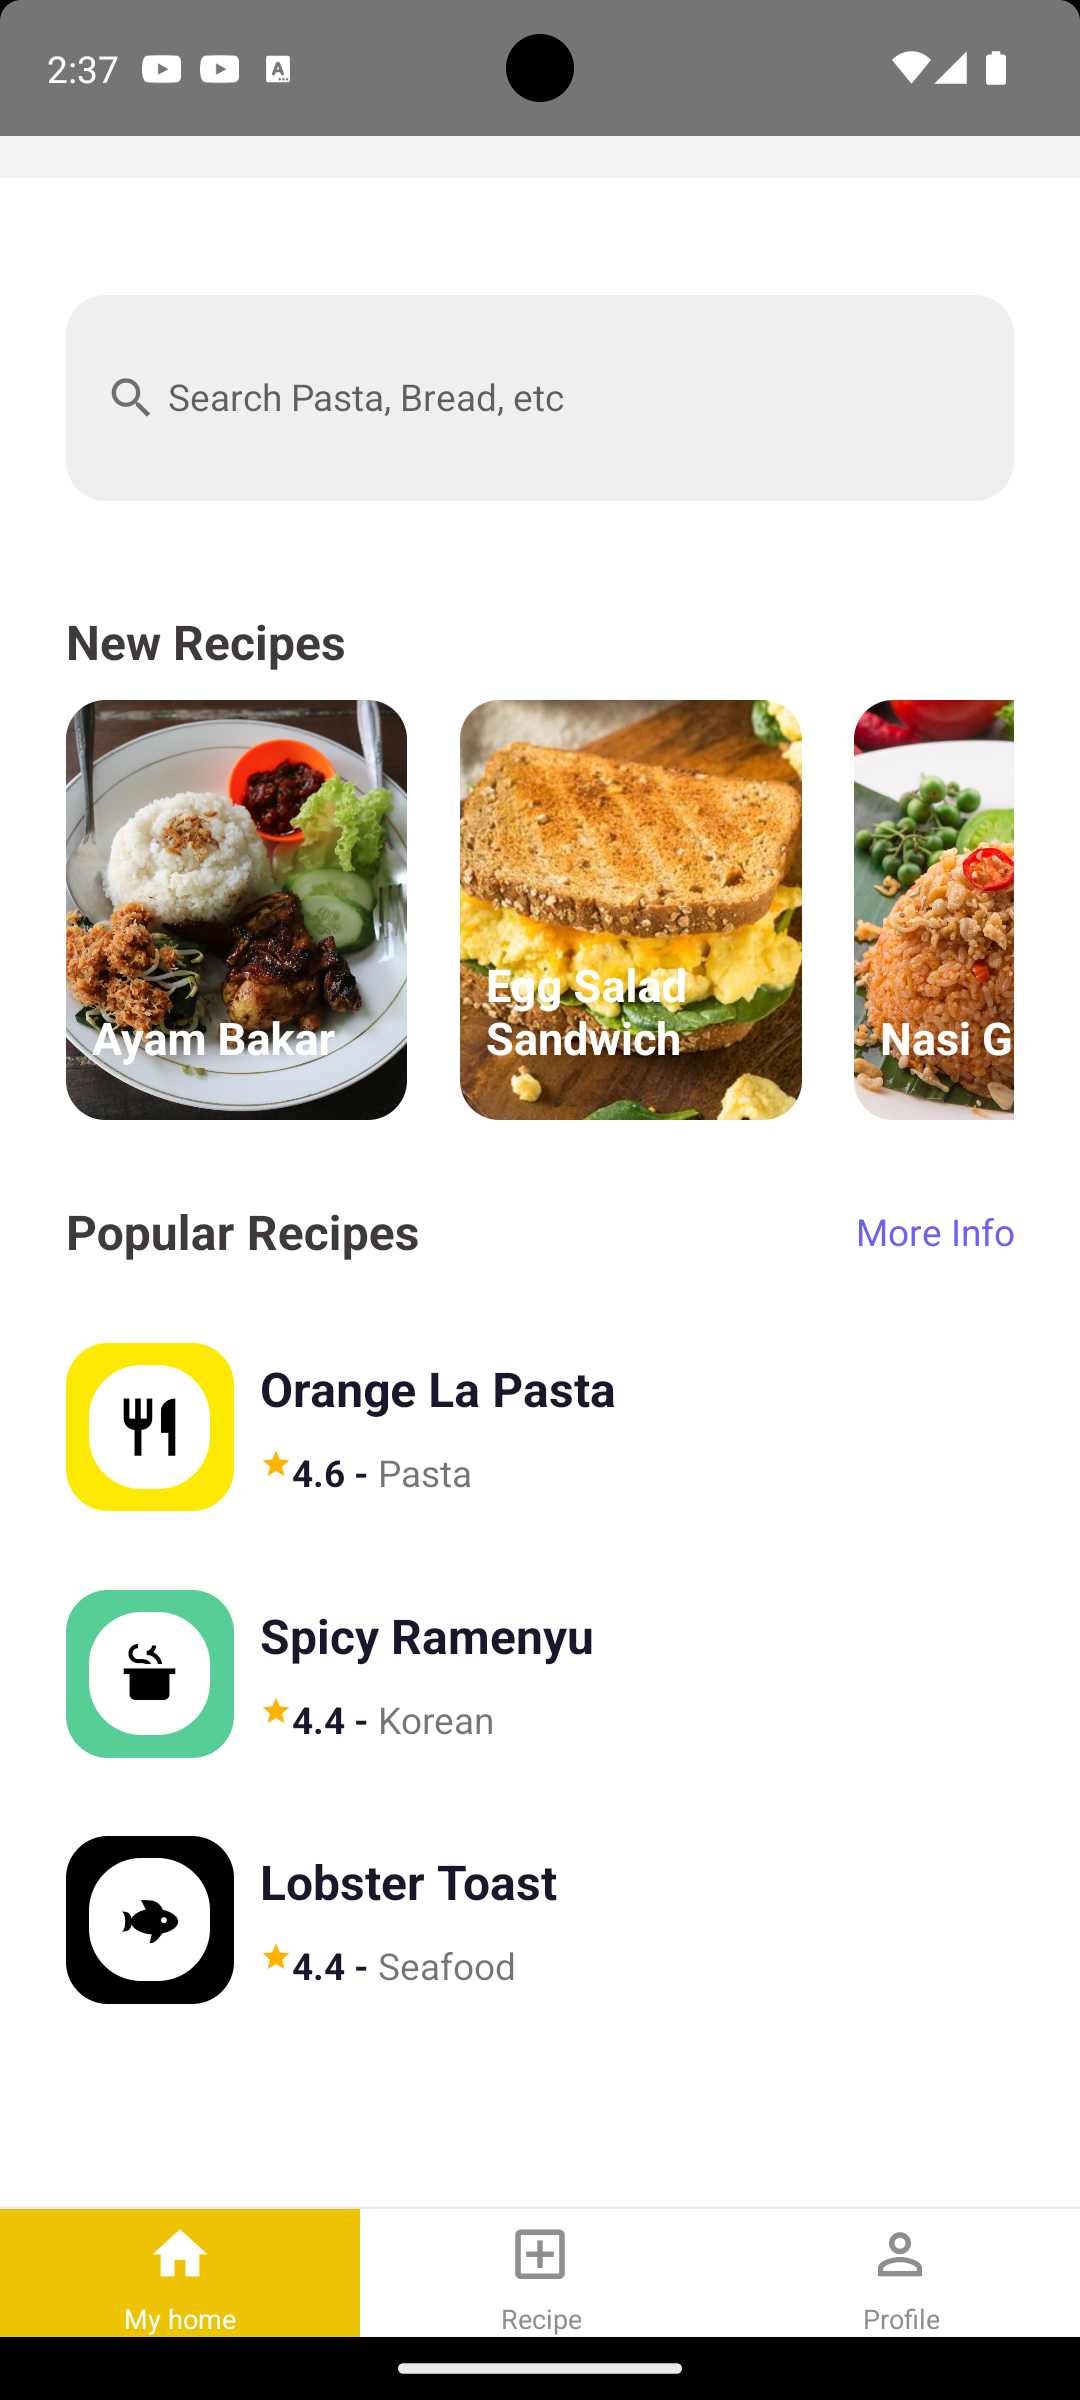 2:37
Search Pasta, Bread, etc
New Recipes
Ayam Bakar
Egg Salad
Sandwich
Nasi G
Popular Recipes
More Info
Orange La Pasta
4.6 - Pasta
Spicy Ramenyu
4.4 - Korean
Lobster Toast
4.4 - Seafood
My home
Recipe
Profile